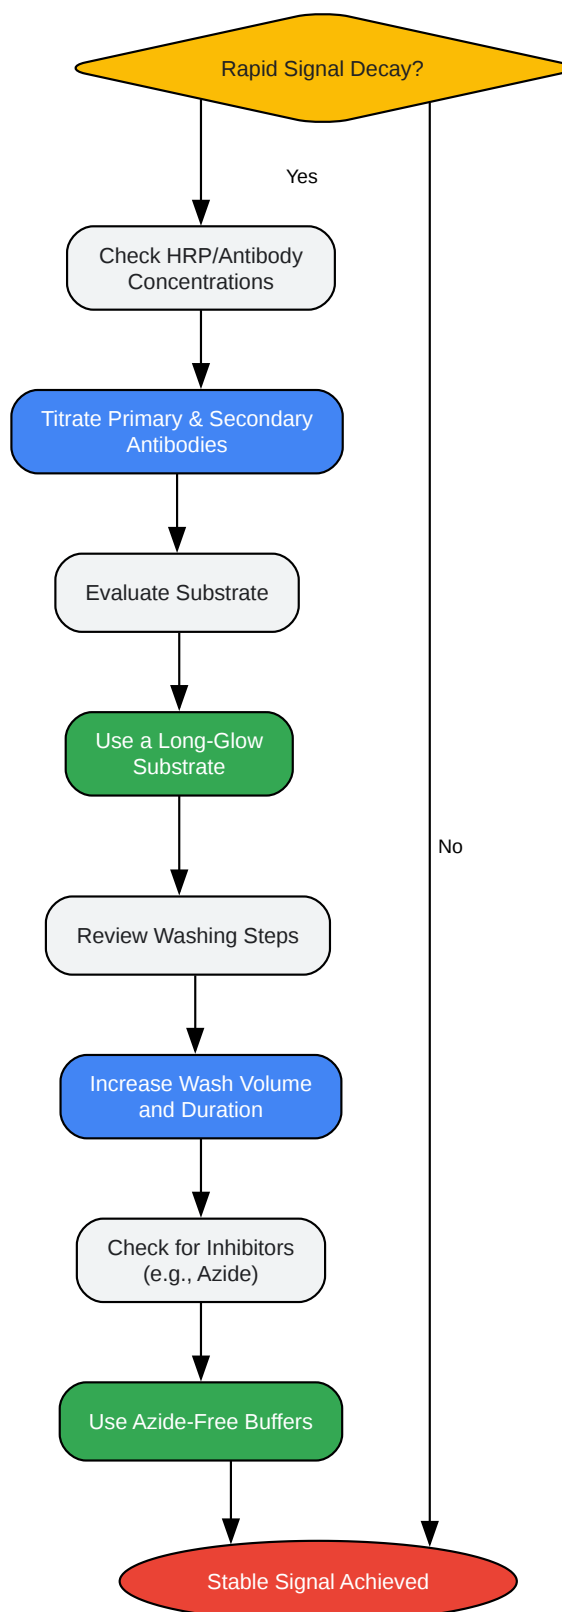 Rapid Signal Decay?
Yes
Check HRP/Antibody
Concentrations
Titrate Primary & Secondary
Antibodies
Evaluate Substrate
Use a Long-Glow
Substrate
No
Review Washing Steps
Increase Wash Volume
and Duration
Check for Inhibitors
(e.g., Azide)
Use Azide-Free Buffers
Stable Signal Achieved